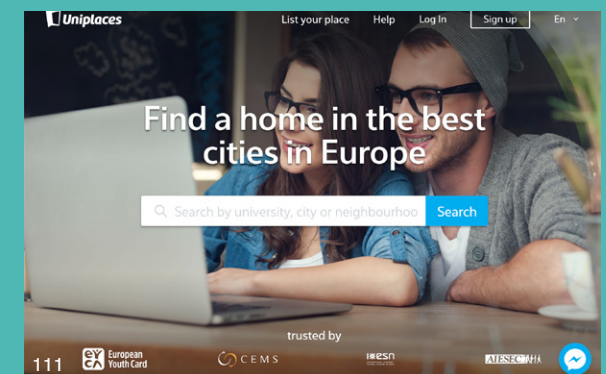 Uniplaces
List your place
Help
Log In
Sign up
En
Find a home in the best
cities in Europe
Search by university, city or neighbourhoo
Search
trusted by
111
EYCA European
Youth Card
CEMS
esn
AIESEC